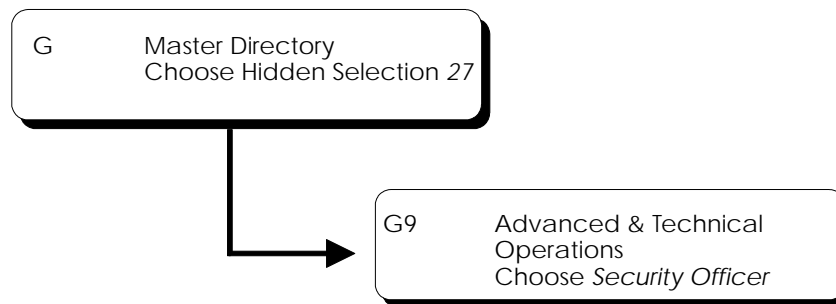 G Master Directory
Choose Hidden Selection 27
G9 Advanced & Technical
Operations
Choose Security Officer